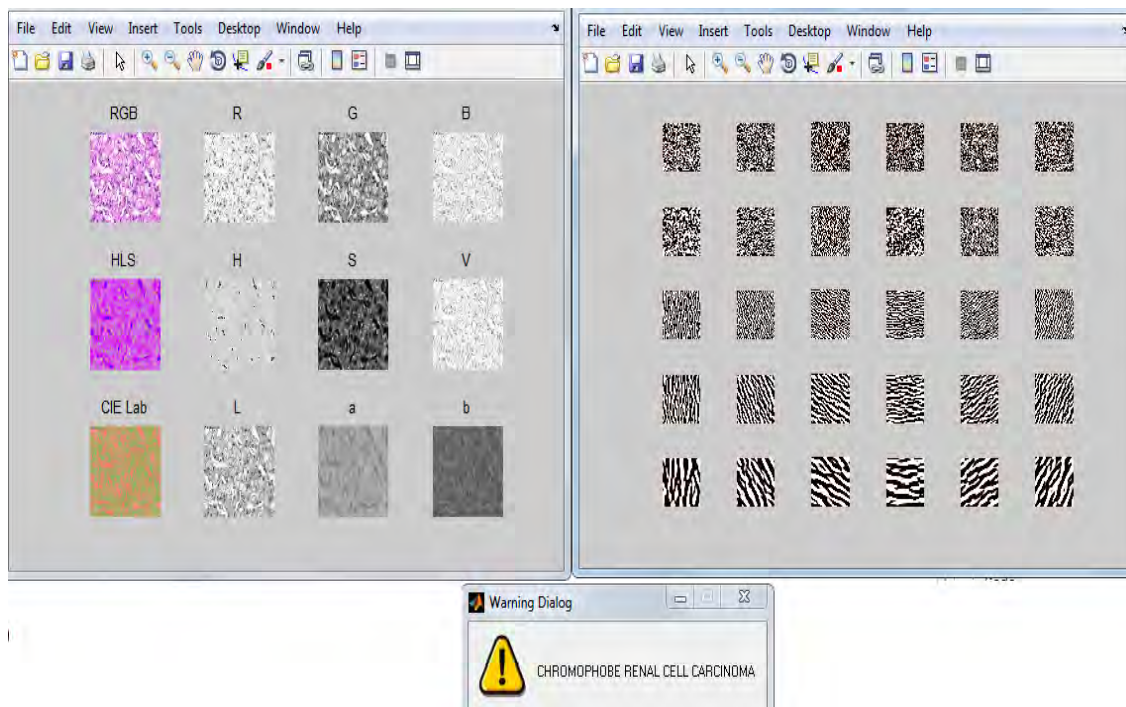 File Edit View Insert Tools Desktop Window Help
File Edit View Insert Tools Desktop Window Help
RGB R G B
HLS H S V
CIE Lab L a b
Warning Dialog
CHROMOPHOBE RENAL CELL CARCINOMA